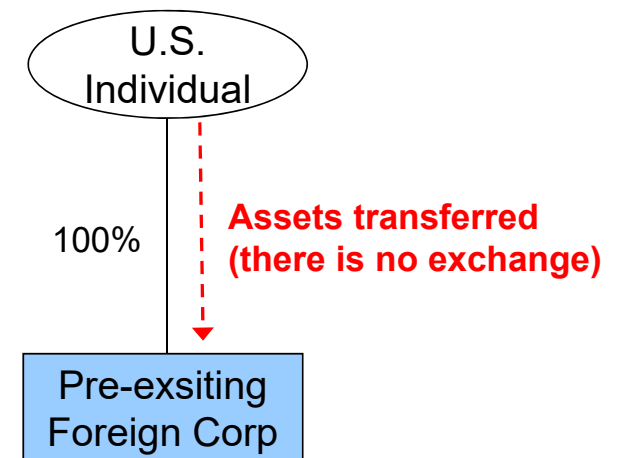 U.S.
Individual
100%
Assets transferred
(there is no exchange)
Pre-exsiting
Foreign Corp